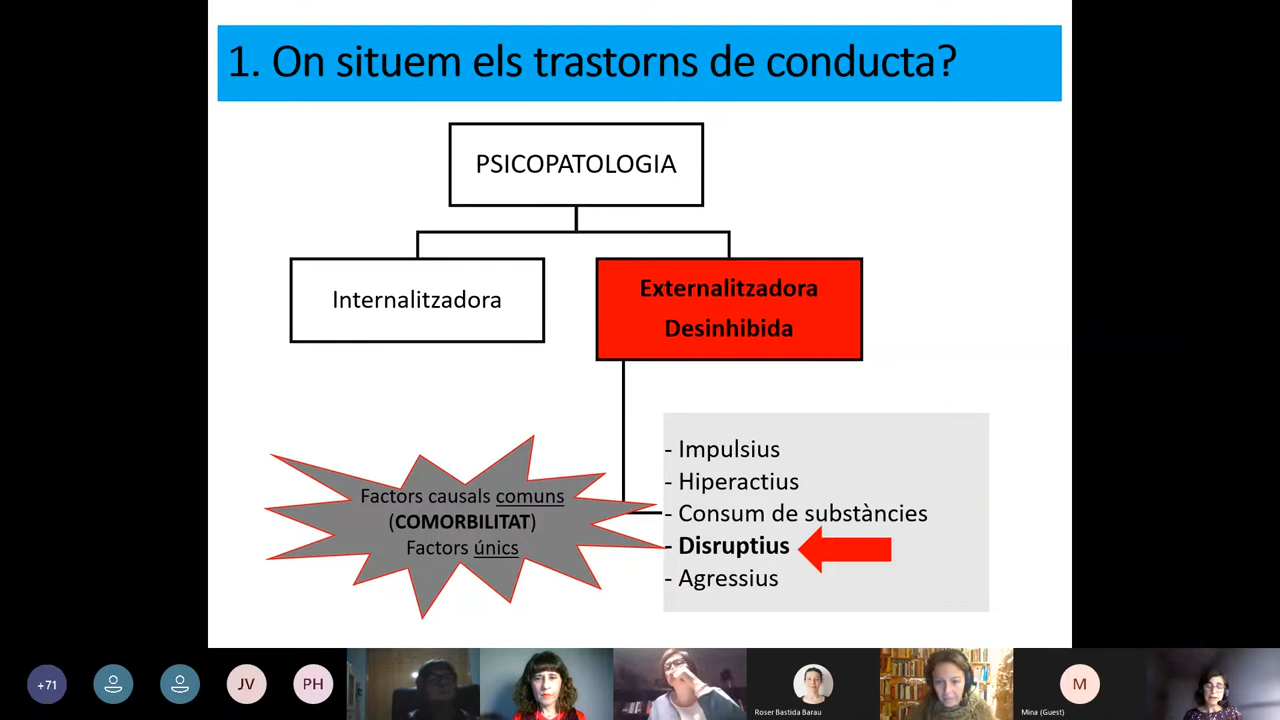 1. On situem els trastorns de conducta?
PSICOPATOLOGIA
Internalitzadora
Externalitzadora
Desinhibida
- Impulsius
- Hiperactius
- Consum de substàncies
- Disruptius
- Agressius
Factors causals comuns
(COMORBILITAT)
Factors únics
+71
JV
PH
Roser Bastida Barau
M
Mina (Guest)